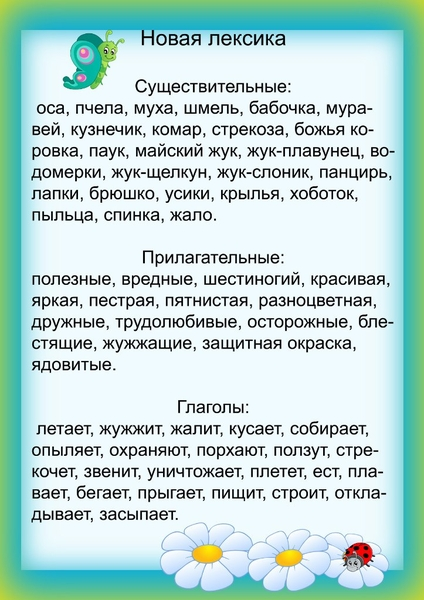 Новая лексика
Существительные:
оса, пчела, муха, шмель, бабочка, мура-
вей, кузнечик, комар, стрекоза, божья ко-
ровка, паук, майский жук, жук-плавунец, во-
домерки, жук-щелкун, жук-слоник, панцирь,
лапки, брюшко, усики, крылья, хоботок,
пыльца, спинка, жало.
Прилагательные:
полезные, вредные, шестиногий, красивая,
яркая, пестрая, пятнистая, разноцветная,
дружные, трудолюбивые, осторожные, бле-
стящие, жужжащие, защитная окраска,
ядовитые.
Глаголы:
летает, жужжит, жалит, кусает, собирает,
опыляет, охраняют, порхают, ползут, стре-
кочет, звенит, уничтожает, плетет, ест, пла-
вает, бегает, прыгает, пищит, строит, откла-
дывает, засыпает.